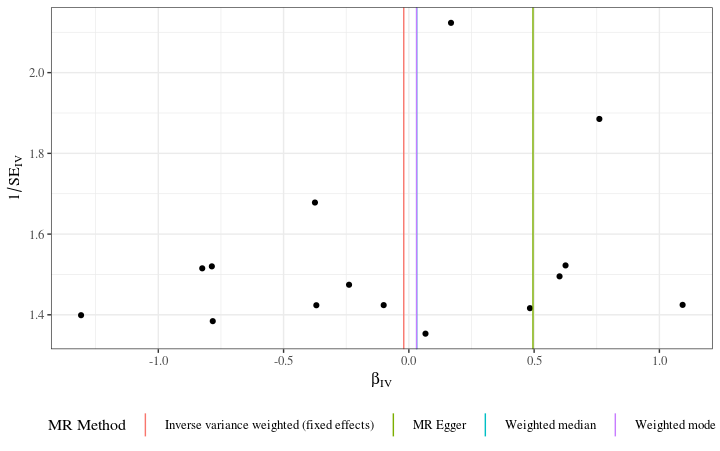 2.0
1.8
1.6
1.4
1/SE_IV
-1.0 -0.5 0.0 0.5 1.0
β_IV
MR Method Inverse variance weighted (fixed effects) MR Egger Weighted median Weighted mode